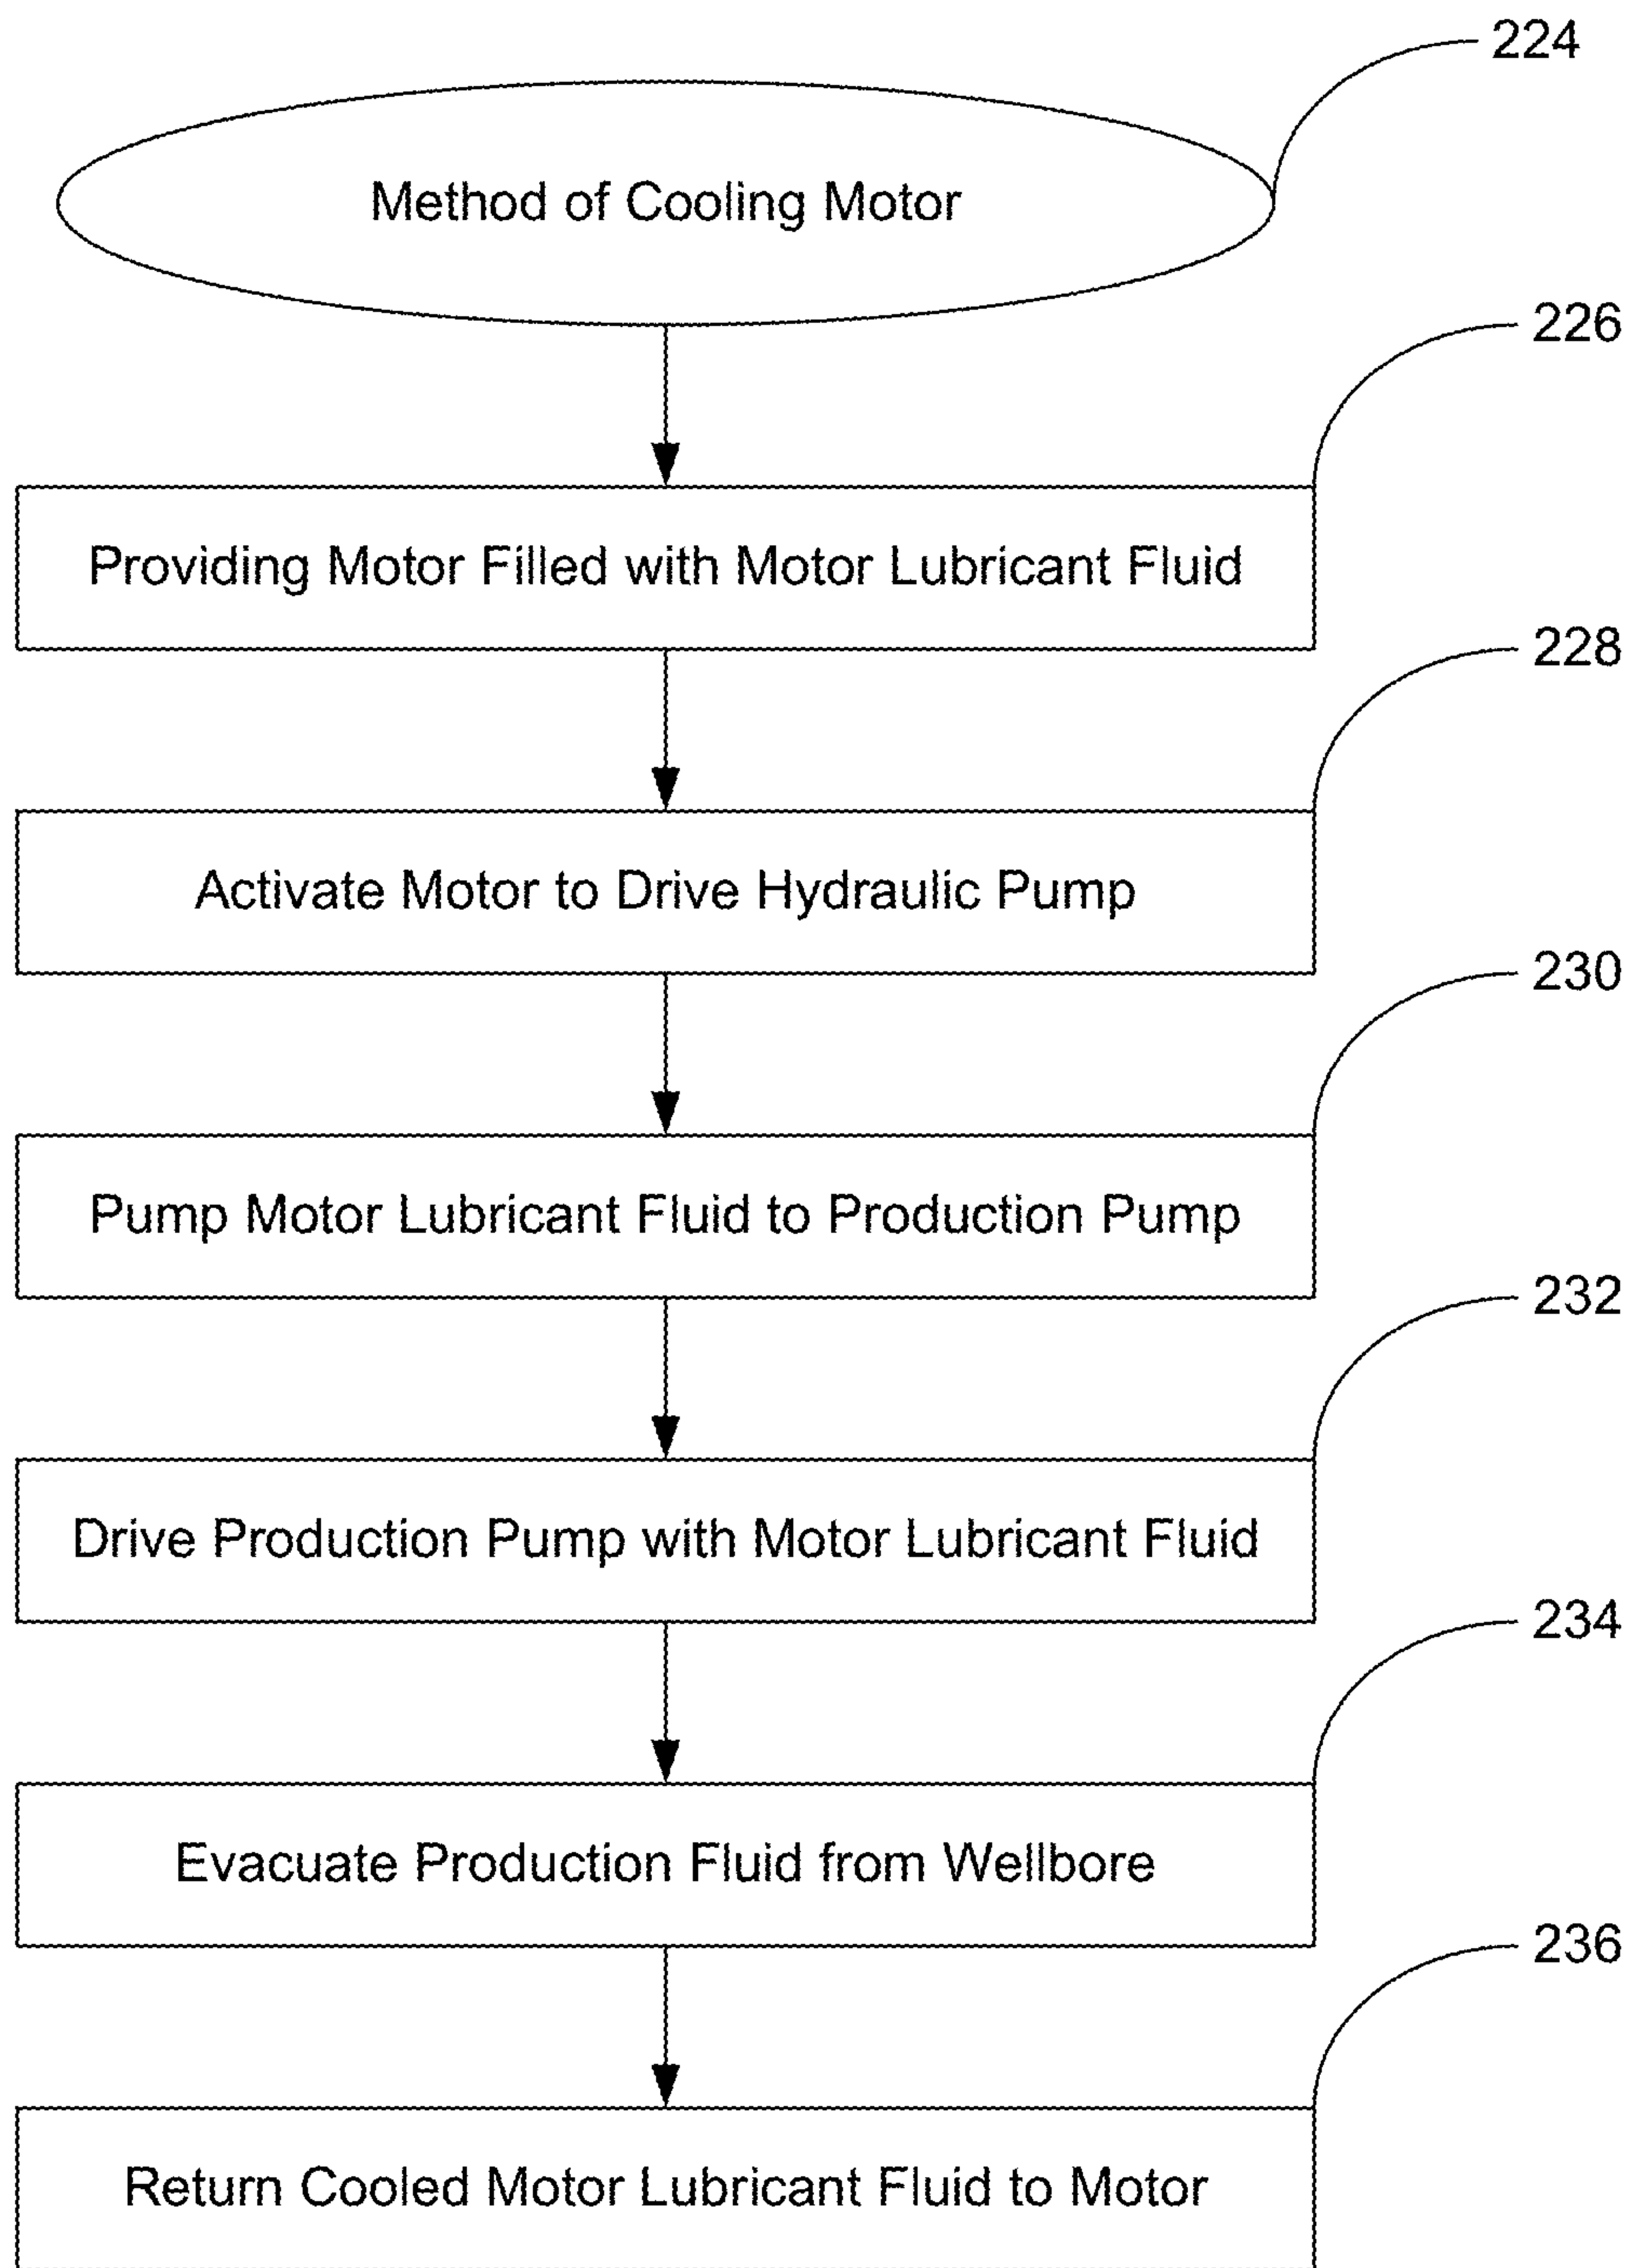 224
Method of Cooling Motor
226
Providing Motor Filled with Motor Lubricant Fluid
228
Activate Motor to Drive Hydraulic Pump
230
Pump Motor Lubricant Fluid to Production Pump
232
Drive Production Pump with Motor Lubricant Fluid
234
Evacuate Production Fluid from Wellbore
236
Return Cooled Motor Lubricant Fluid to Motor